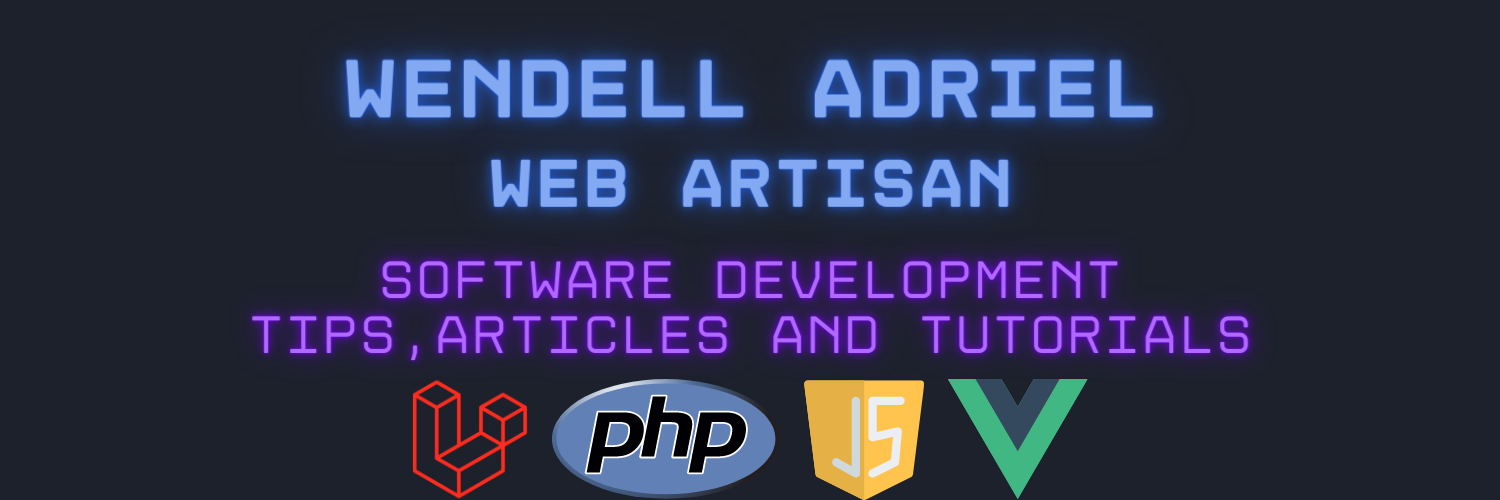 WENDELL ADRIEL
WEB ARTISAN
SOFTWARE DEVELOPMENT
TIPS,ARTICLES AND TUTORIALS
php JS